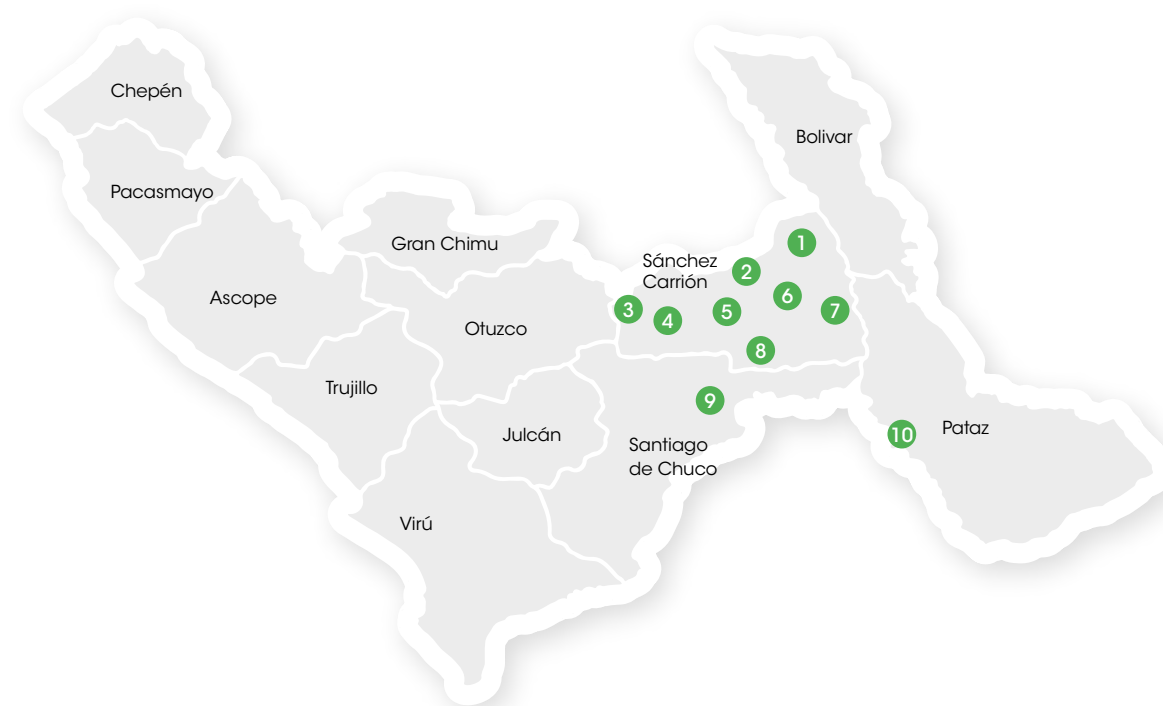 Chepén
Bolivar
Pacasmayo
Gran Chimu
1
Sánchez
Carrión
2
Ascope
6
3
4
5
7
Otuzco
8
Trujillo
9
Julcán
Pataz
10
Santiago
de Chuco
Virú